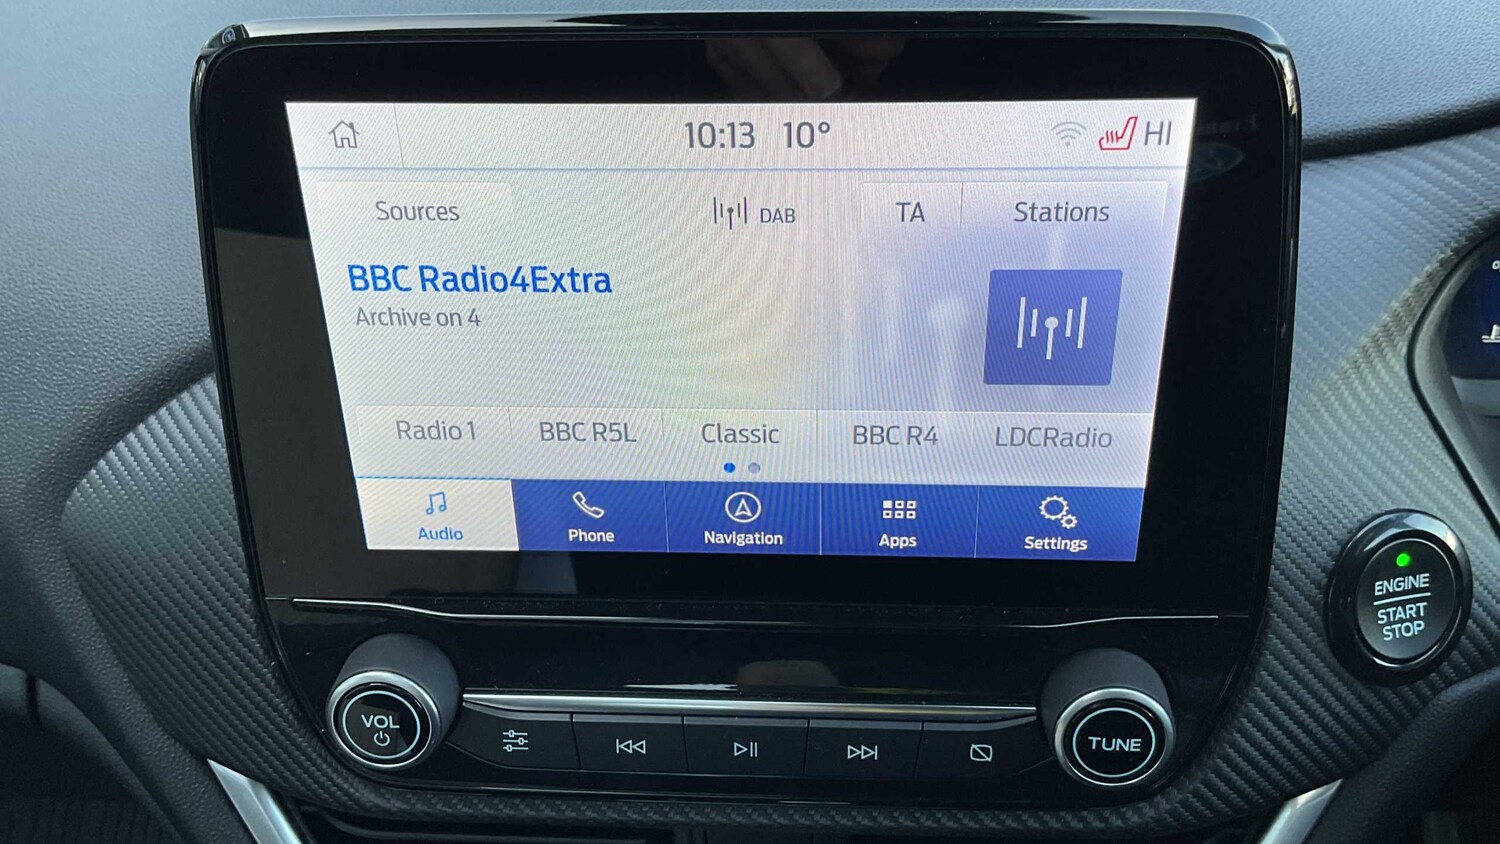 10:13 10° HI
Sources DAB TA Stations
BBC Radio4Extra
Archive on 4
Radio 1 BBC R5L Classic BBC R4 LDCRadio
Audio Phone Navigation Apps Settings
ENGINE
START
STOP
VOL
TUNE